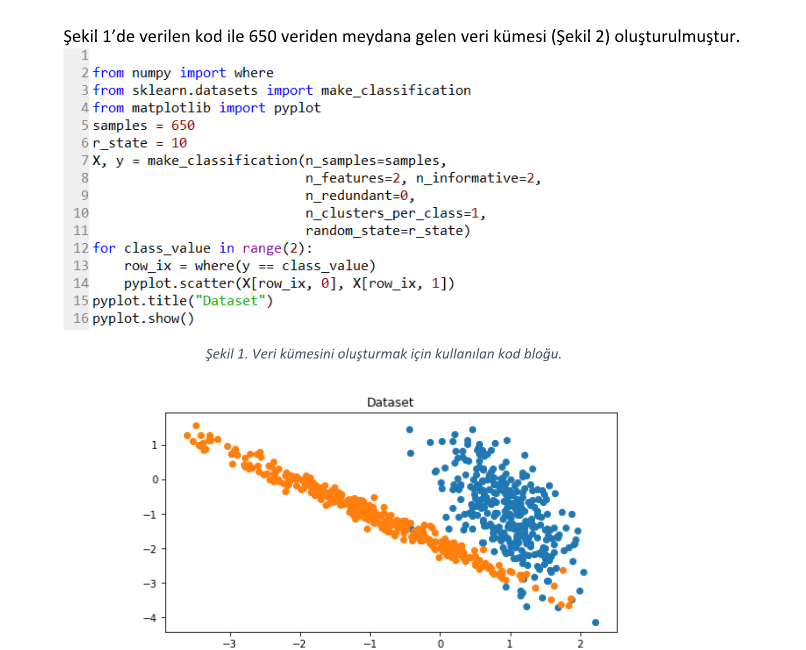 Şekil 1’de verilen kod ile 650 veriden meydana gelen veri kümesi (Şekil 2) oluşturulmuştur.
1
2 from numpy import where
3 from sklearn.datasets import make_classification
4 from matplotlib import pyplot
5 samples = 650
6 r_state = 10
7 X, y = make_classification(n_samples=samples,
8 n_features=2, n_informative=2,
9 n_redundant=0,
10 n_clusters_per_class=1,
11 random_state=r_state)
12 for class_value in range(2):
13 row_ix = where(y == class_value)
14 pyplot.scatter(X[row_ix, 0], X[row_ix, 1])
15 pyplot.title("Dataset")
16 pyplot.show()
Şekil 1. Veri kümesini oluşturmak için kullanılan kod bloğu.
Dataset
1
0
−1
−2
−3
−4
−3 −2 −1 0 1 2